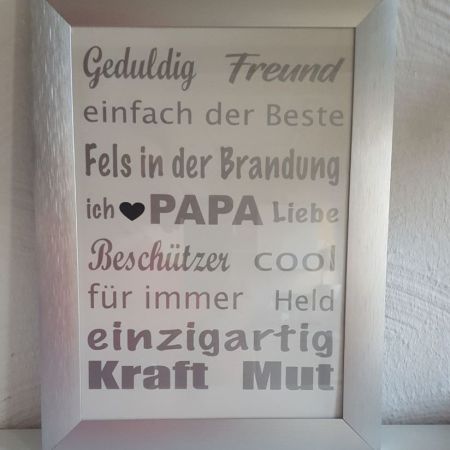 Geduldig Freund
einfach der Beste
Fels in der Brandung
ich ♥ PAPA Liebe
Beschützer cool
für immer Held
einzigartig
Kraft Mut